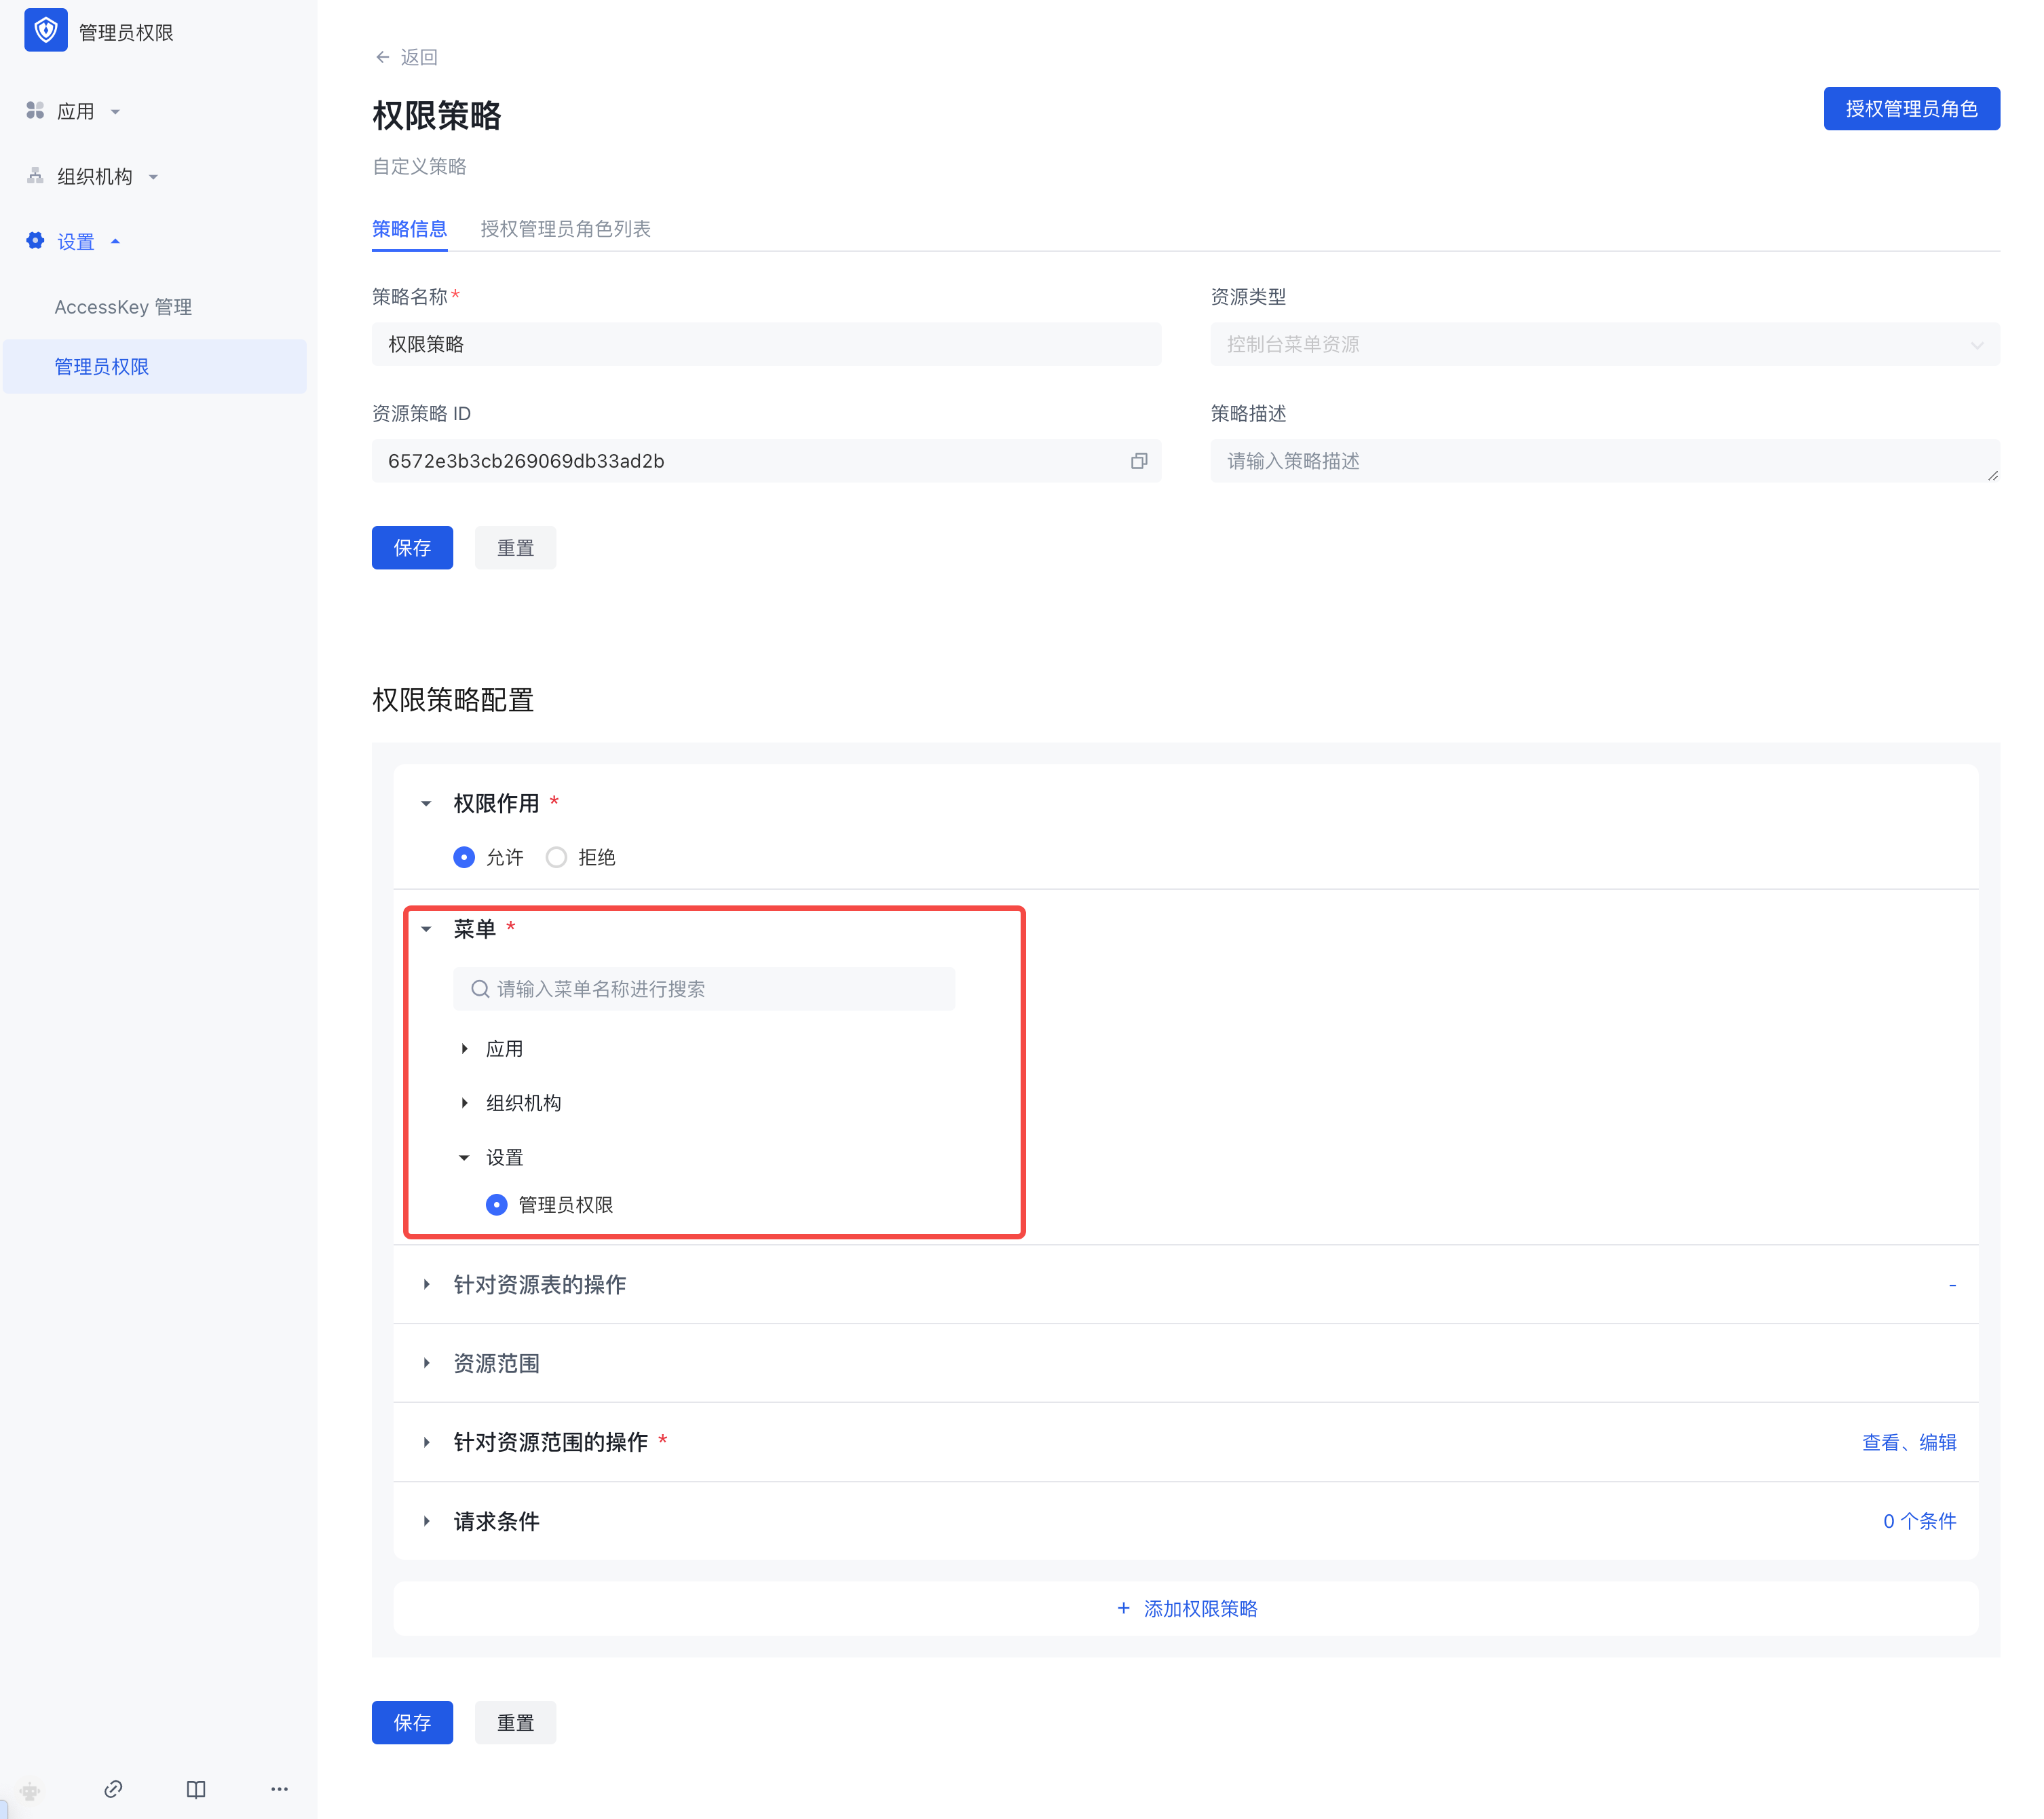 管理员权限
应用
组织机构
设置
AccessKey 管理
管理员权限
返回
权限策略
授权管理员角色
自定义策略
策略信息
授权管理员角色列表
策略名称*
资源类型
权限策略
控制台菜单资源
资源策略 ID
策略描述
6572e3b3cb269069db33ad2b
请输入策略描述
保存
重置
权限策略配置
权限作用 *
允许
拒绝
菜单 *
请输入菜单名称进行搜索
应用
组织机构
设置
管理员权限
针对资源表的操作
-
资源范围
针对资源范围的操作 *
查看、编辑
请求条件
0 个条件
+ 添加权限策略
保存
重置